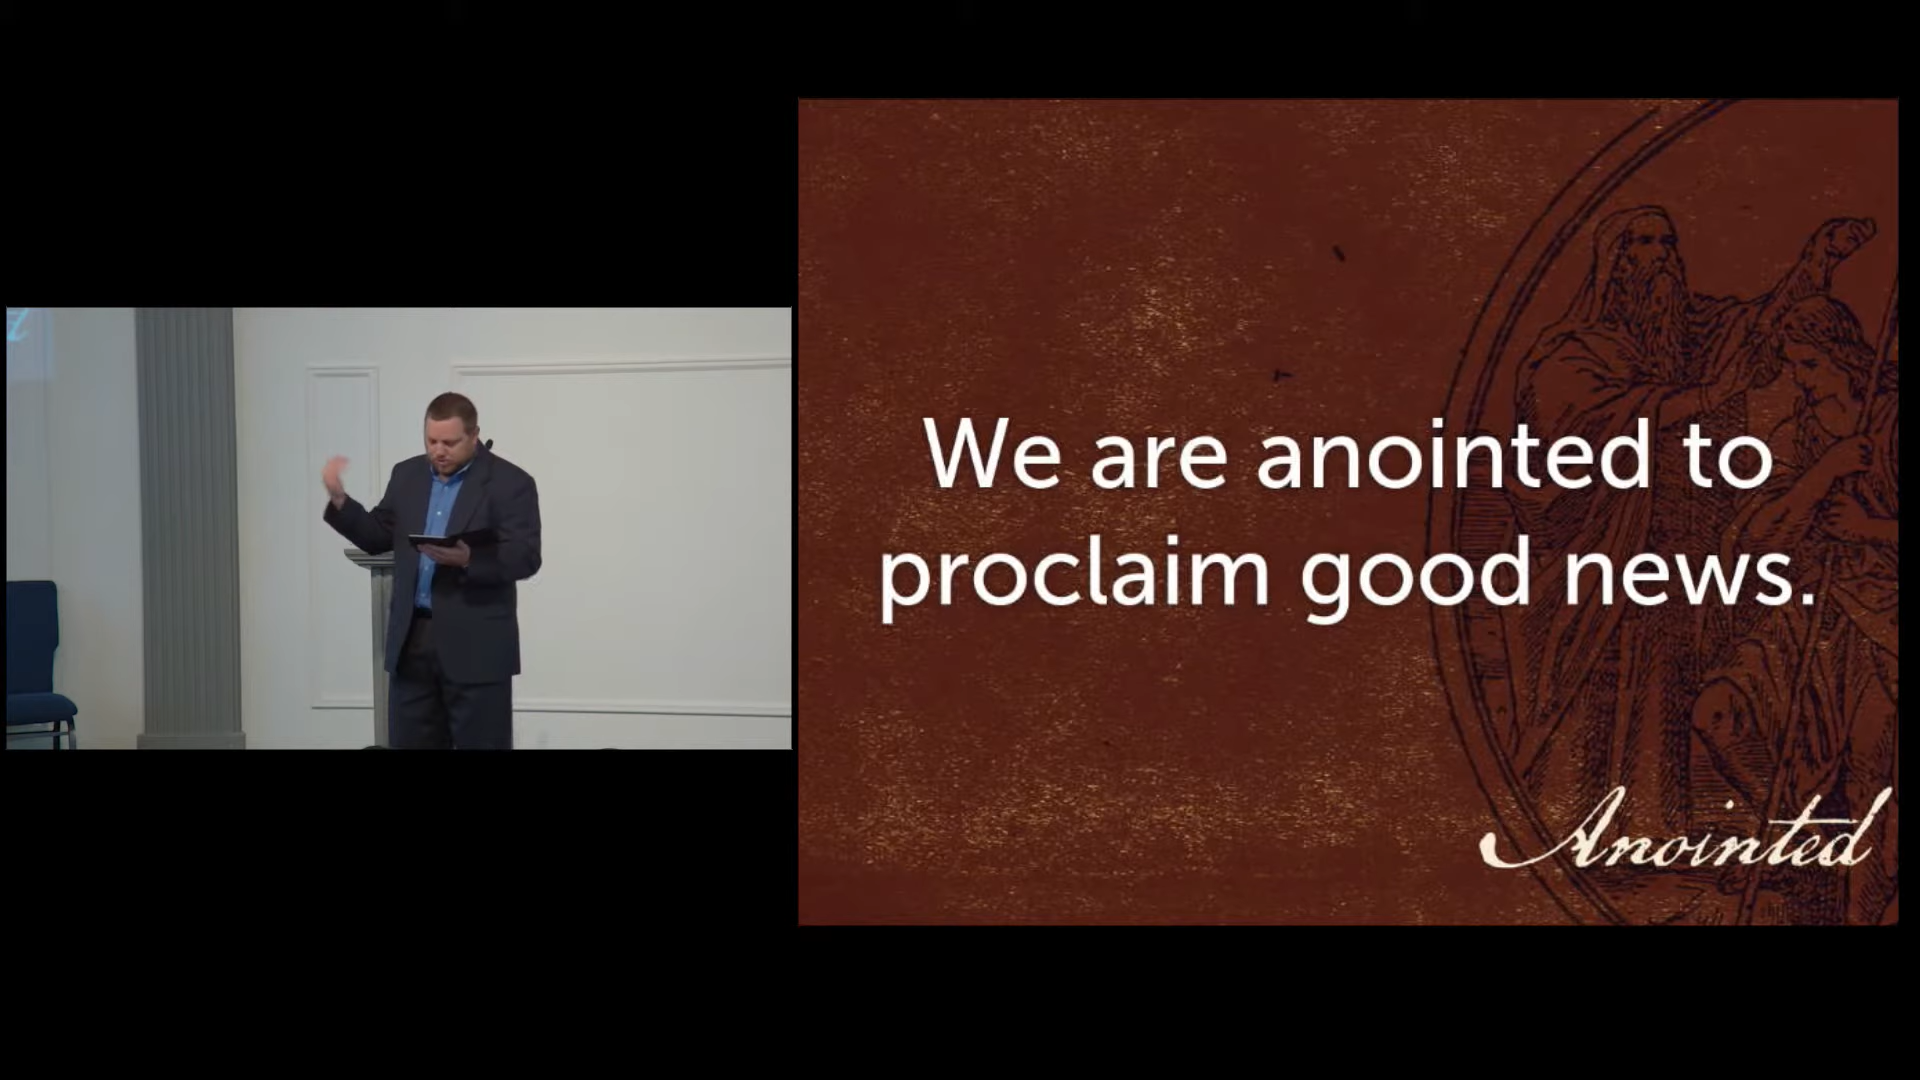 We are anointed to
proclaim good news.
Anointed